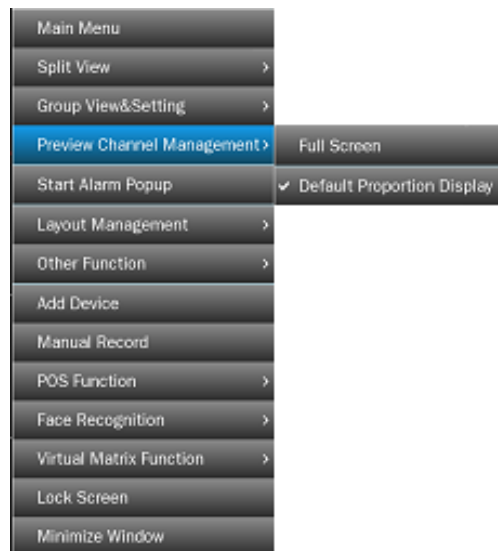 Main Menu
Split View
Group View&Setting
Preview Channel Management
Full Screen
Start Alarm Popup
Default Proportion Display
Layout Management
Other Function
Add Device
Manual Record
POS Function
Face Recognition
Virtual Matrix Function
Lock Screen
Minimize Window